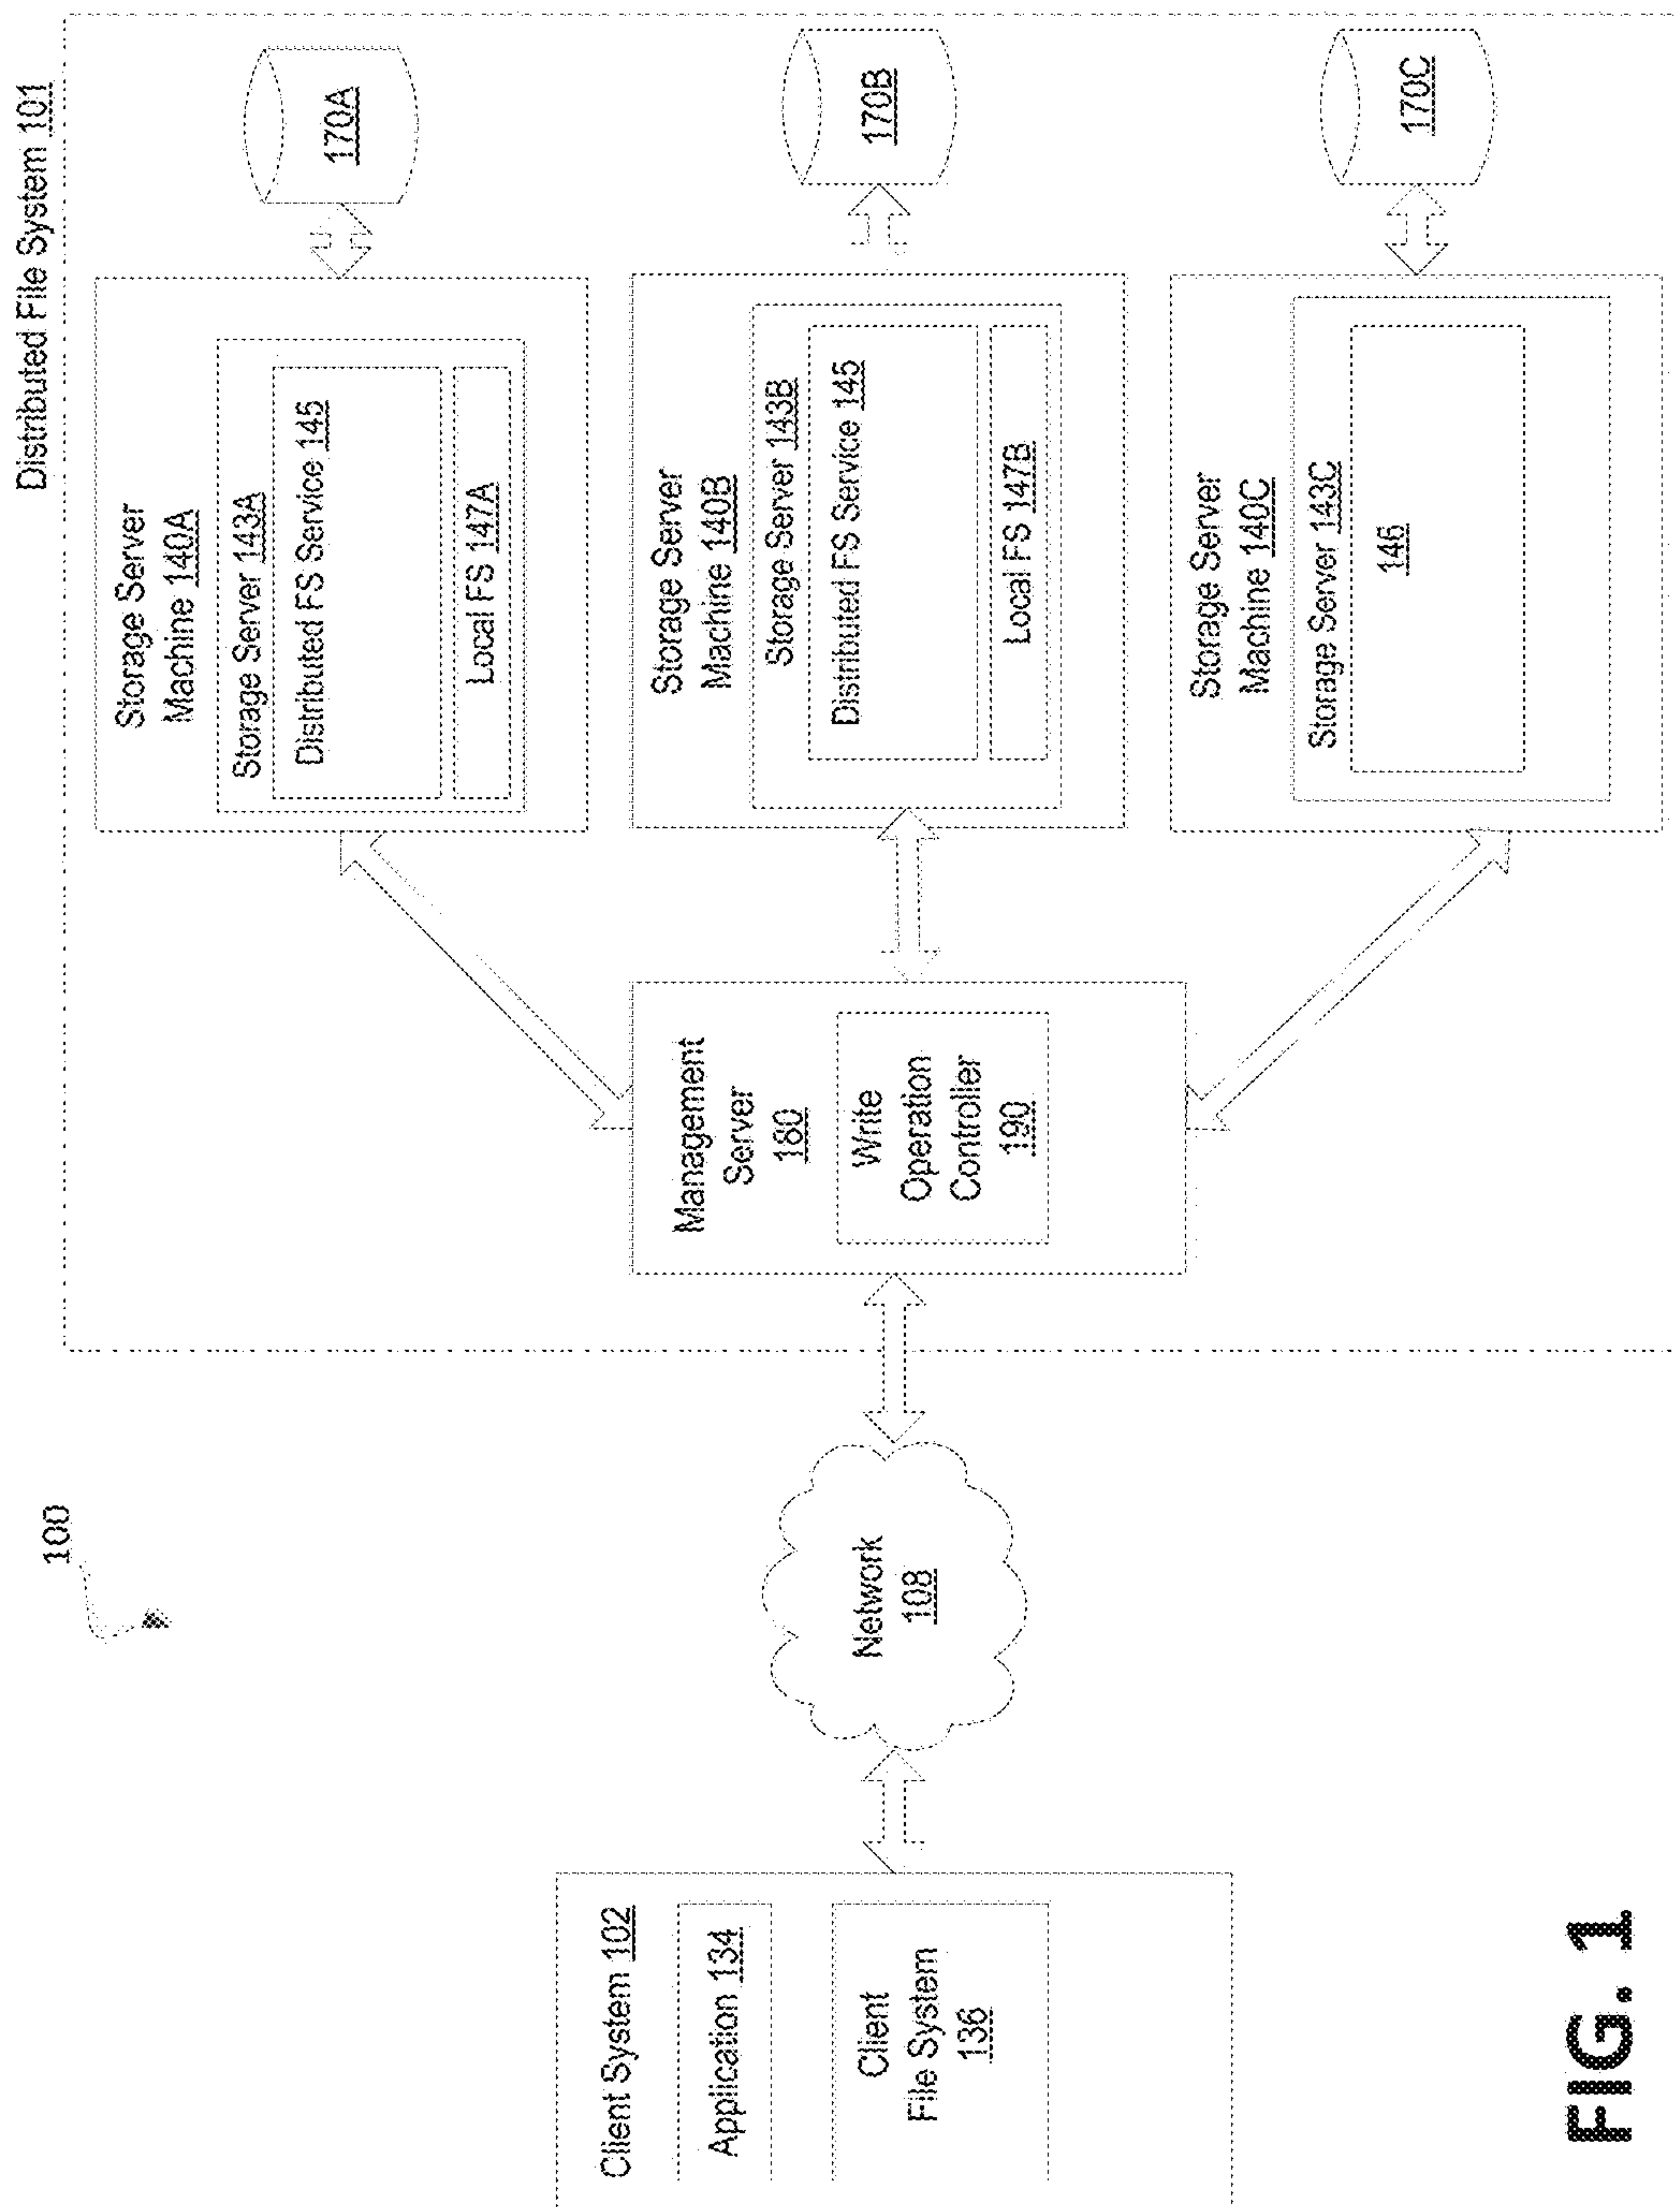 100
Distributed File System 101
Client System 102
Application 134
Client
File System
136
Network
108
Management
Server
180
Write
Operation
Controller
190
Storage Server
Machine 140A
Storage Server 143A
Distributed FS Service 145
Local FS 147A
170A
Storage Server
Machine 140B
Storage Server 143B
Distributed FS Service 145
Local FS 147B
170B
Storage Server
Machine 140C
Storage Server 143C
146
170C
FIG. 1